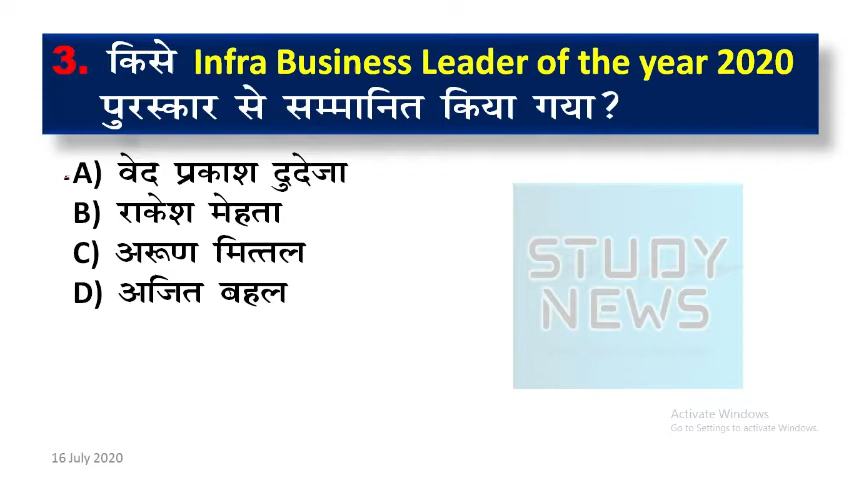 3. किसे Infra Business Leader of the year 2020
पुरस्कार से सम्मानित किया गया?
A) वेद प्रकाश दुदेजा
B) राकेश मेहता
C) अरूण मित्तल
D) अजित बहल
STUDY
NEWS
Activate Windows
Go to Settings to activate Windows.
16 July 2020